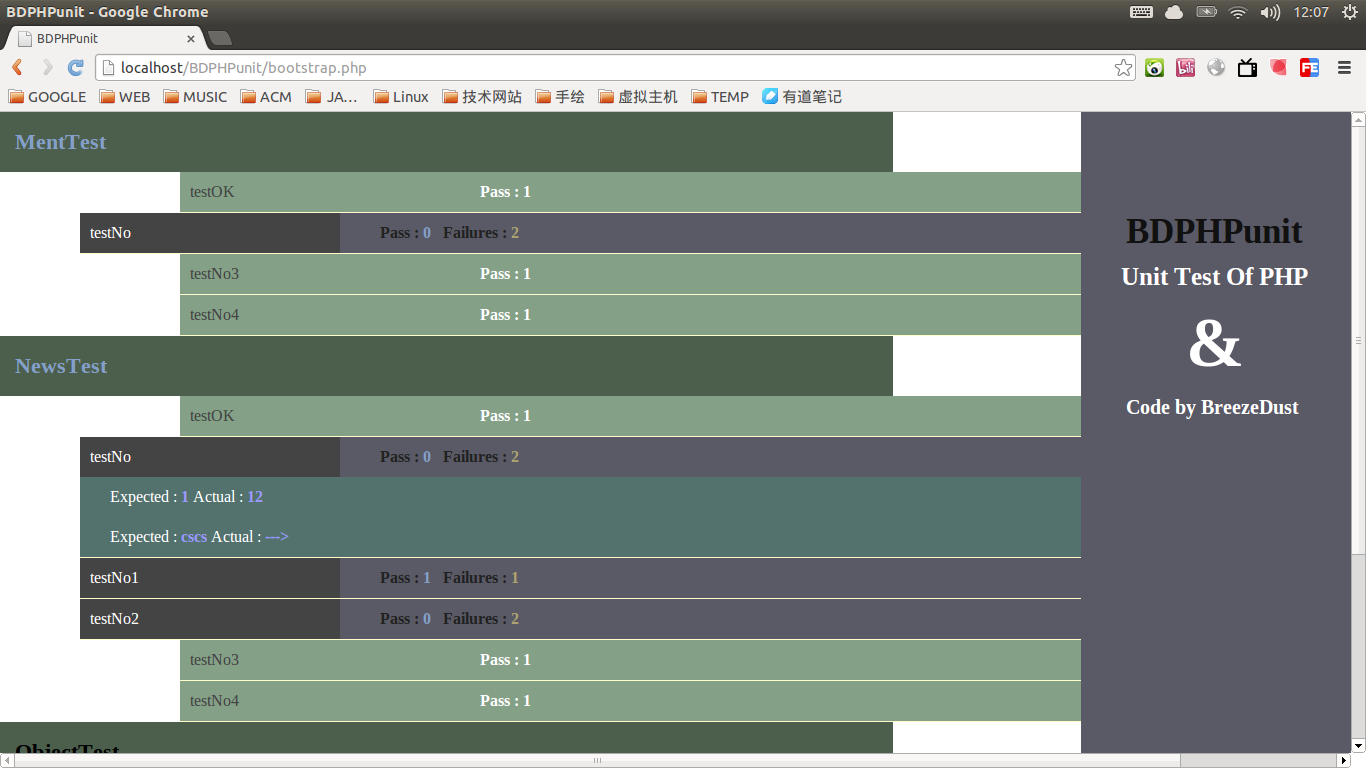 BDPHPunit - Google Chrome
12:07
BDPHPunit
localhost/BDPHPunit/bootstrap.php
GOOGLE WEB MUSIC ACM JA... Linux 技术网站 手绘 虚拟主机 TEMP 有道笔记
MentTest
testOK Pass : 1
testNo Pass : 0 Failures : 2
testNo3 Pass : 1
testNo4 Pass : 1
NewsTest
testOK Pass : 1
testNo Pass : 0 Failures : 2
Expected : 1 Actual : 12
Expected : cscs Actual : --->
testNo1 Pass : 1 Failures : 1
testNo2 Pass : 0 Failures : 2
testNo3 Pass : 1
testNo4 Pass : 1
ObjectTest
BDPHPunit
Unit Test Of PHP
&
Code by BreezeDust